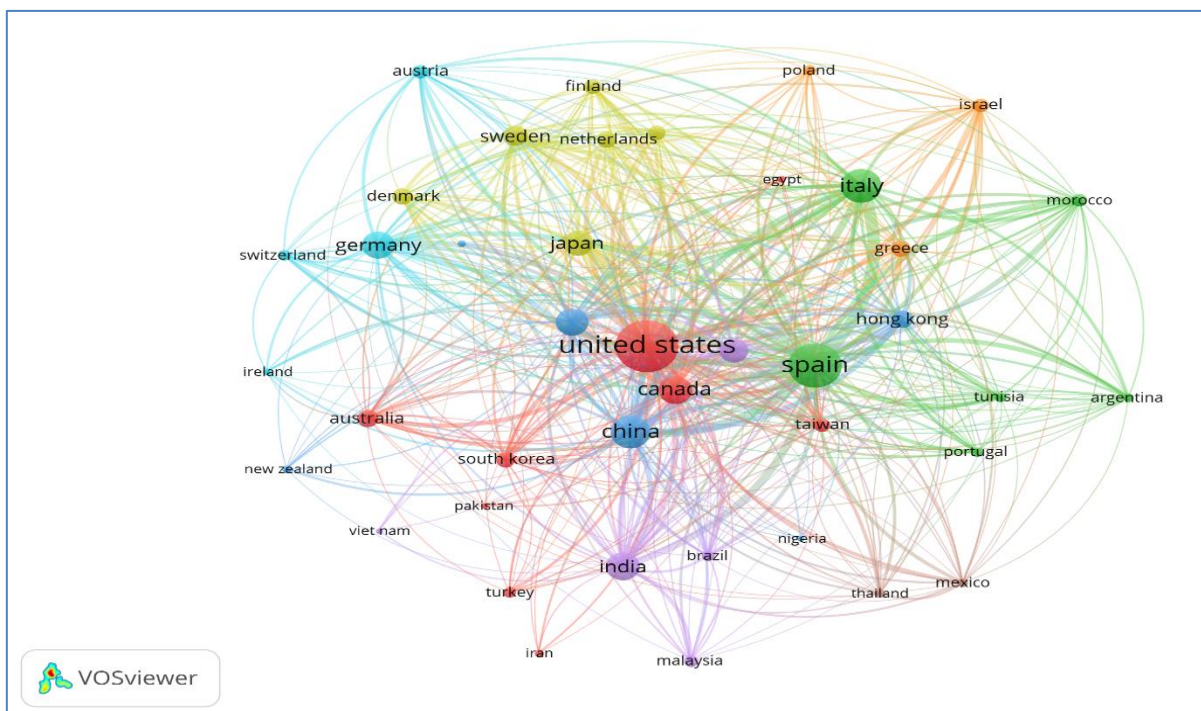 austria
finland
poland
israel
sweden
netherlands
egypt
italy
denmark
morocco
germany
japan
greece
switzerland
hong kong
united states
spain
ireland
canada
tunisia
argentina
australia
china
taiwan
portugal
south korea
new zealand
pakistan
viet nam
nigeria
brazil
india
mexico
turkey
thailand
iran
malaysia
VOSviewer